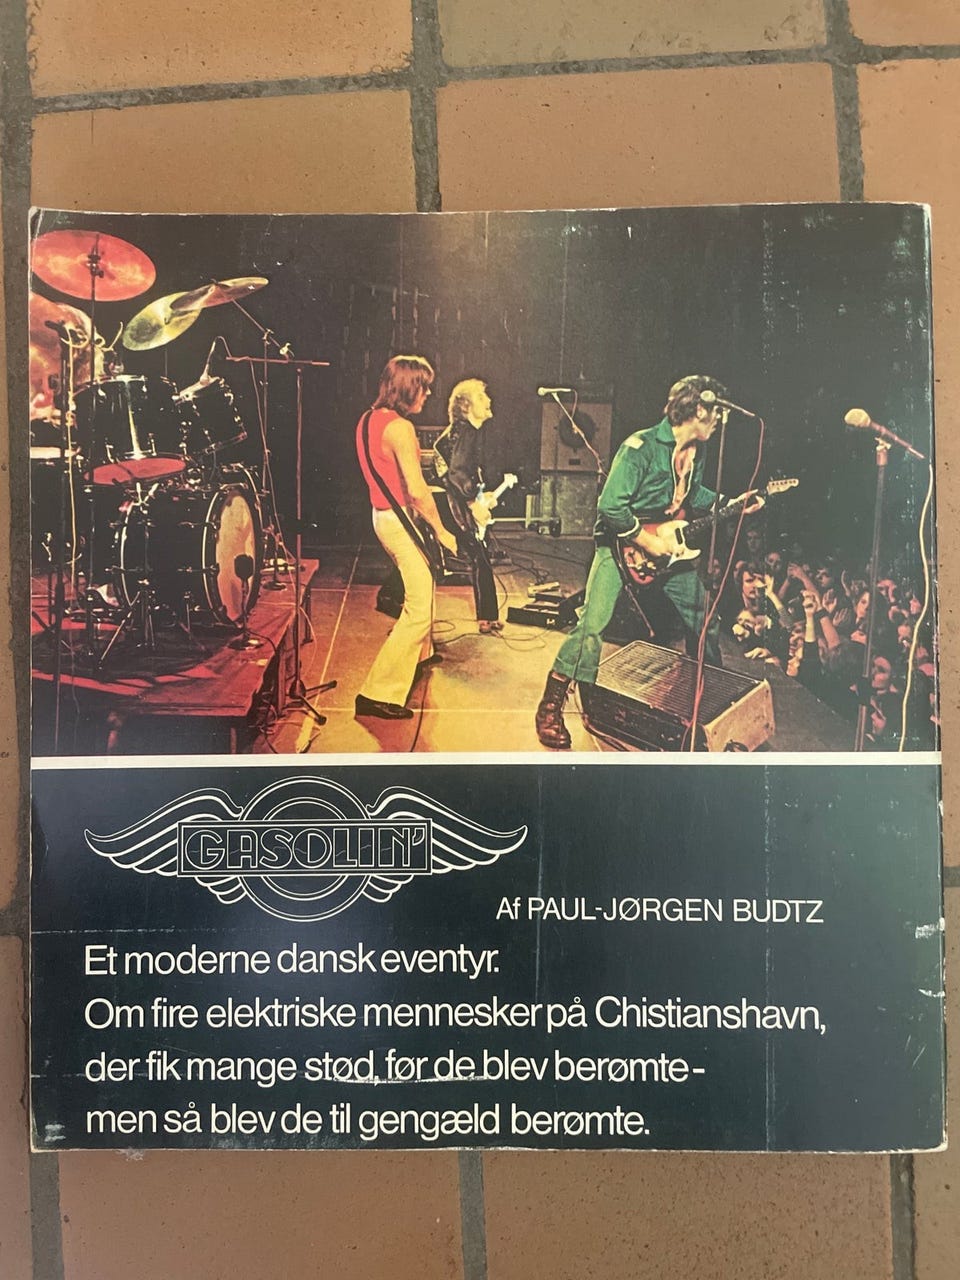 GASOLIN'
Af PAUL-JØRGEN BUDTZ
Et moderne dansk eventyr.
Om fire elektriske mennesker på Chistianshavn,
der fik mange stød, før de blev berømte-
men så blev de til gengæld berømte.